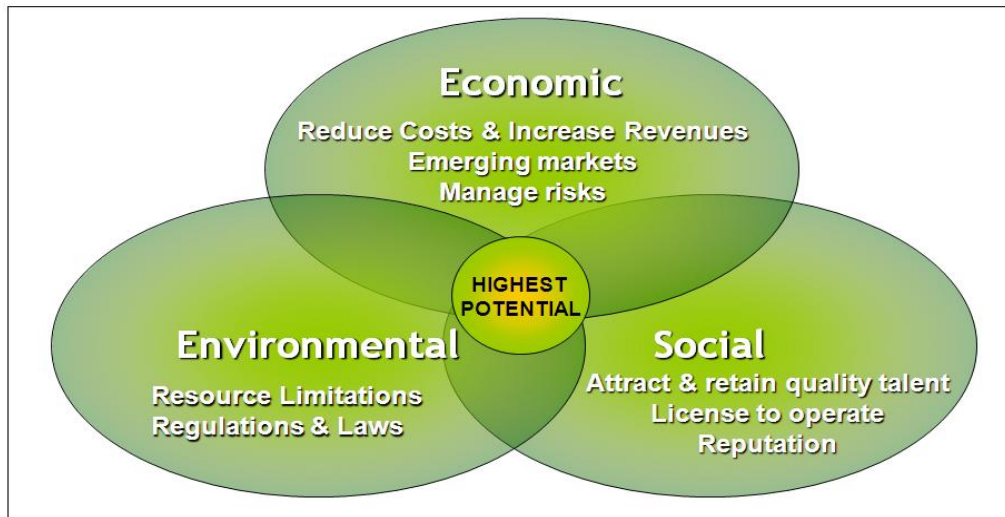 Economic
Reduce Costs & Increase Revenues
Emerging markets
Manage risks
HIGHEST
POTENTIAL
Environmental
Resource Limitations
Regulations & Laws
Social
Attract & retain quality talent
License to operate
Reputation